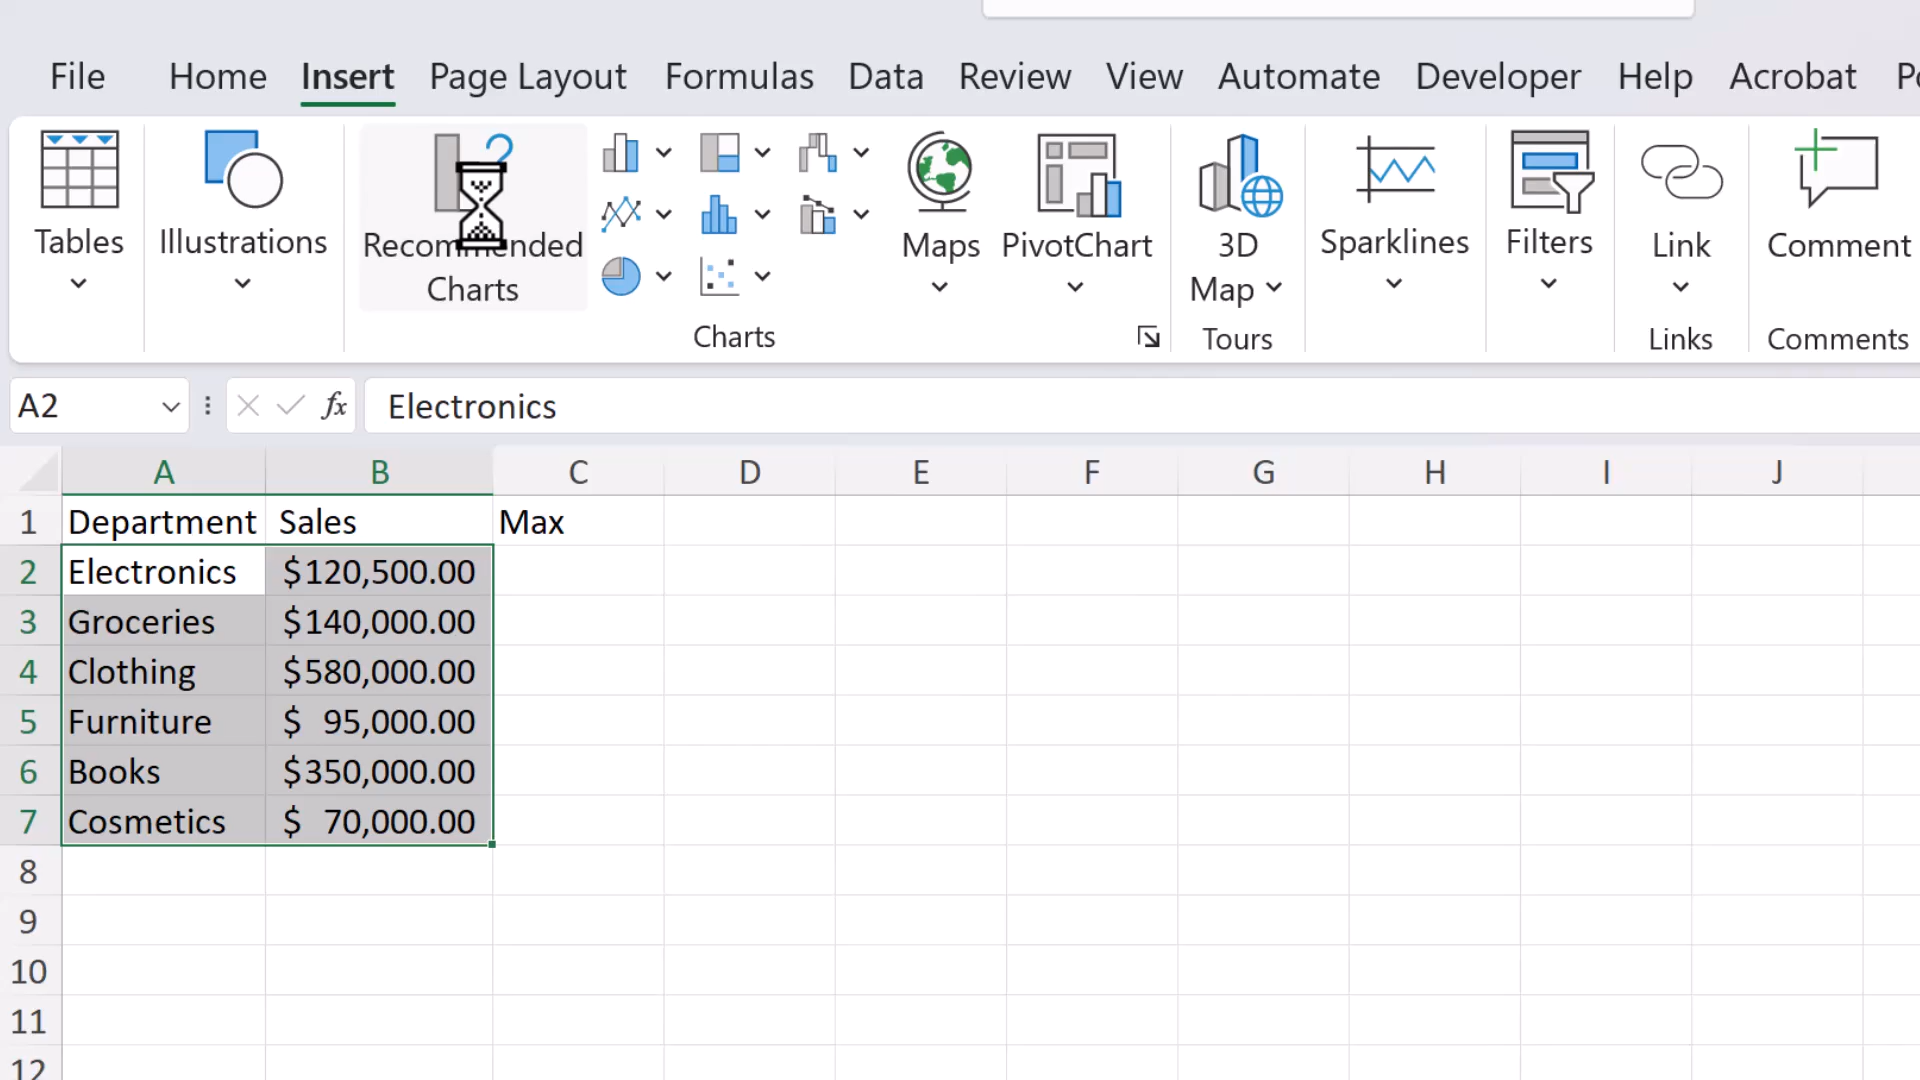 File Home Insert Page Layout Formulas Data Review View Automate Developer Help Acrobat
Tables Illustrations Recommended Charts Maps PivotChart 3D Map Sparklines Filters Link Comment
Charts Tours Links Comments
A2 fx Electronics
A B C D E F G H I J
1 Department Sales Max
2 Electronics $120,500.00
3 Groceries $140,000.00
4 Clothing $580,000.00
5 Furniture $ 95,000.00
6 Books $350,000.00
7 Cosmetics $ 70,000.00
8
9
10
11
12